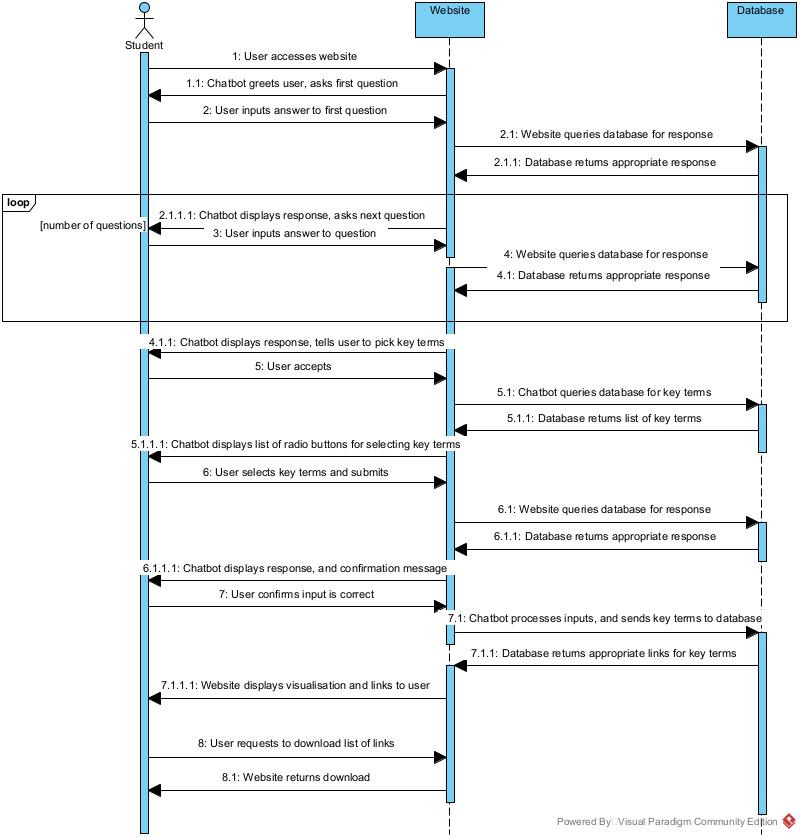 Website
Database
Student
1: User accesses website
1.1: Chatbot greets user, asks first question
2: User inputs answer to first question
2.1: Website queries database for response
2.1.1: Database returns appropriate response
loop
2.1.1.1: Chatbot displays response, asks next question
[number of questions]
3: User inputs answer to question
4: Website queries database for response
4.1: Database returns appropriate response
4.1.1: Chatbot displays response, tells user to pick key terms
5: User accepts
5.1: Chatbot queries database for key terms
5.1.1: Database returns list of key terms
5.1.1.1: Chatbot displays list of radio buttons for selecting key terms
6: User selects key terms and submits
6.1: Website queries database for response
6.1.1: Database returns appropriate response
6.1.1.1: Chatbot displays response, and confirmation message
7: User confirms input is correct
7.1: Chatbot processes inputs, and sends key terms to database
7.1.1: Database returns appropriate links for key terms
7.1.1.1: Website displays visualisation and links to user
8: User requests to download list of links
8.1: Website returns download
Powered By Visual Paradigm Community Edition